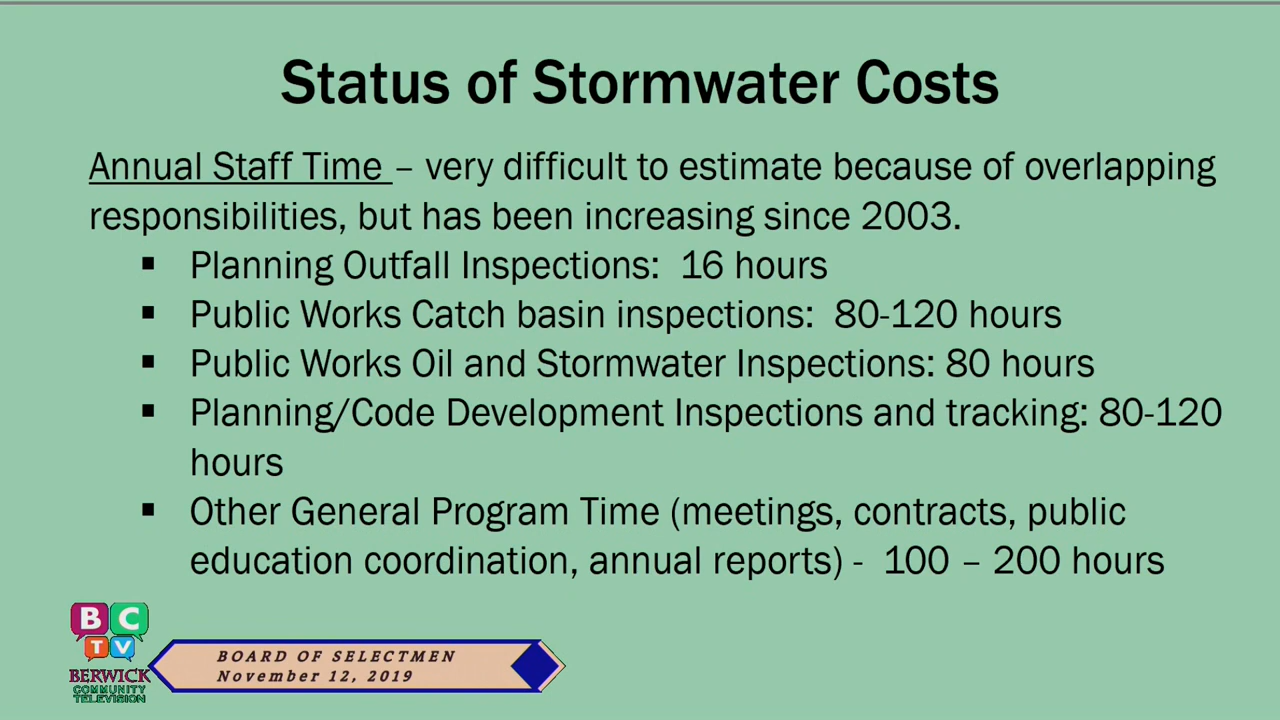 Status of Stormwater Costs
Annual Staff Time – very difficult to estimate because of overlapping
responsibilities, but has been increasing since 2003.
▪ Planning Outfall Inspections: 16 hours
▪ Public Works Catch basin inspections: 80-120 hours
▪ Public Works Oil and Stormwater Inspections: 80 hours
▪ Planning/Code Development Inspections and tracking: 80-120
hours
▪ Other General Program Time (meetings, contracts, public
education coordination, annual reports) - 100 – 200 hours
B C
T V
BERWICK
COMMUNITY
TELEVISION
BOARD OF SELECTMEN
November 12, 2019